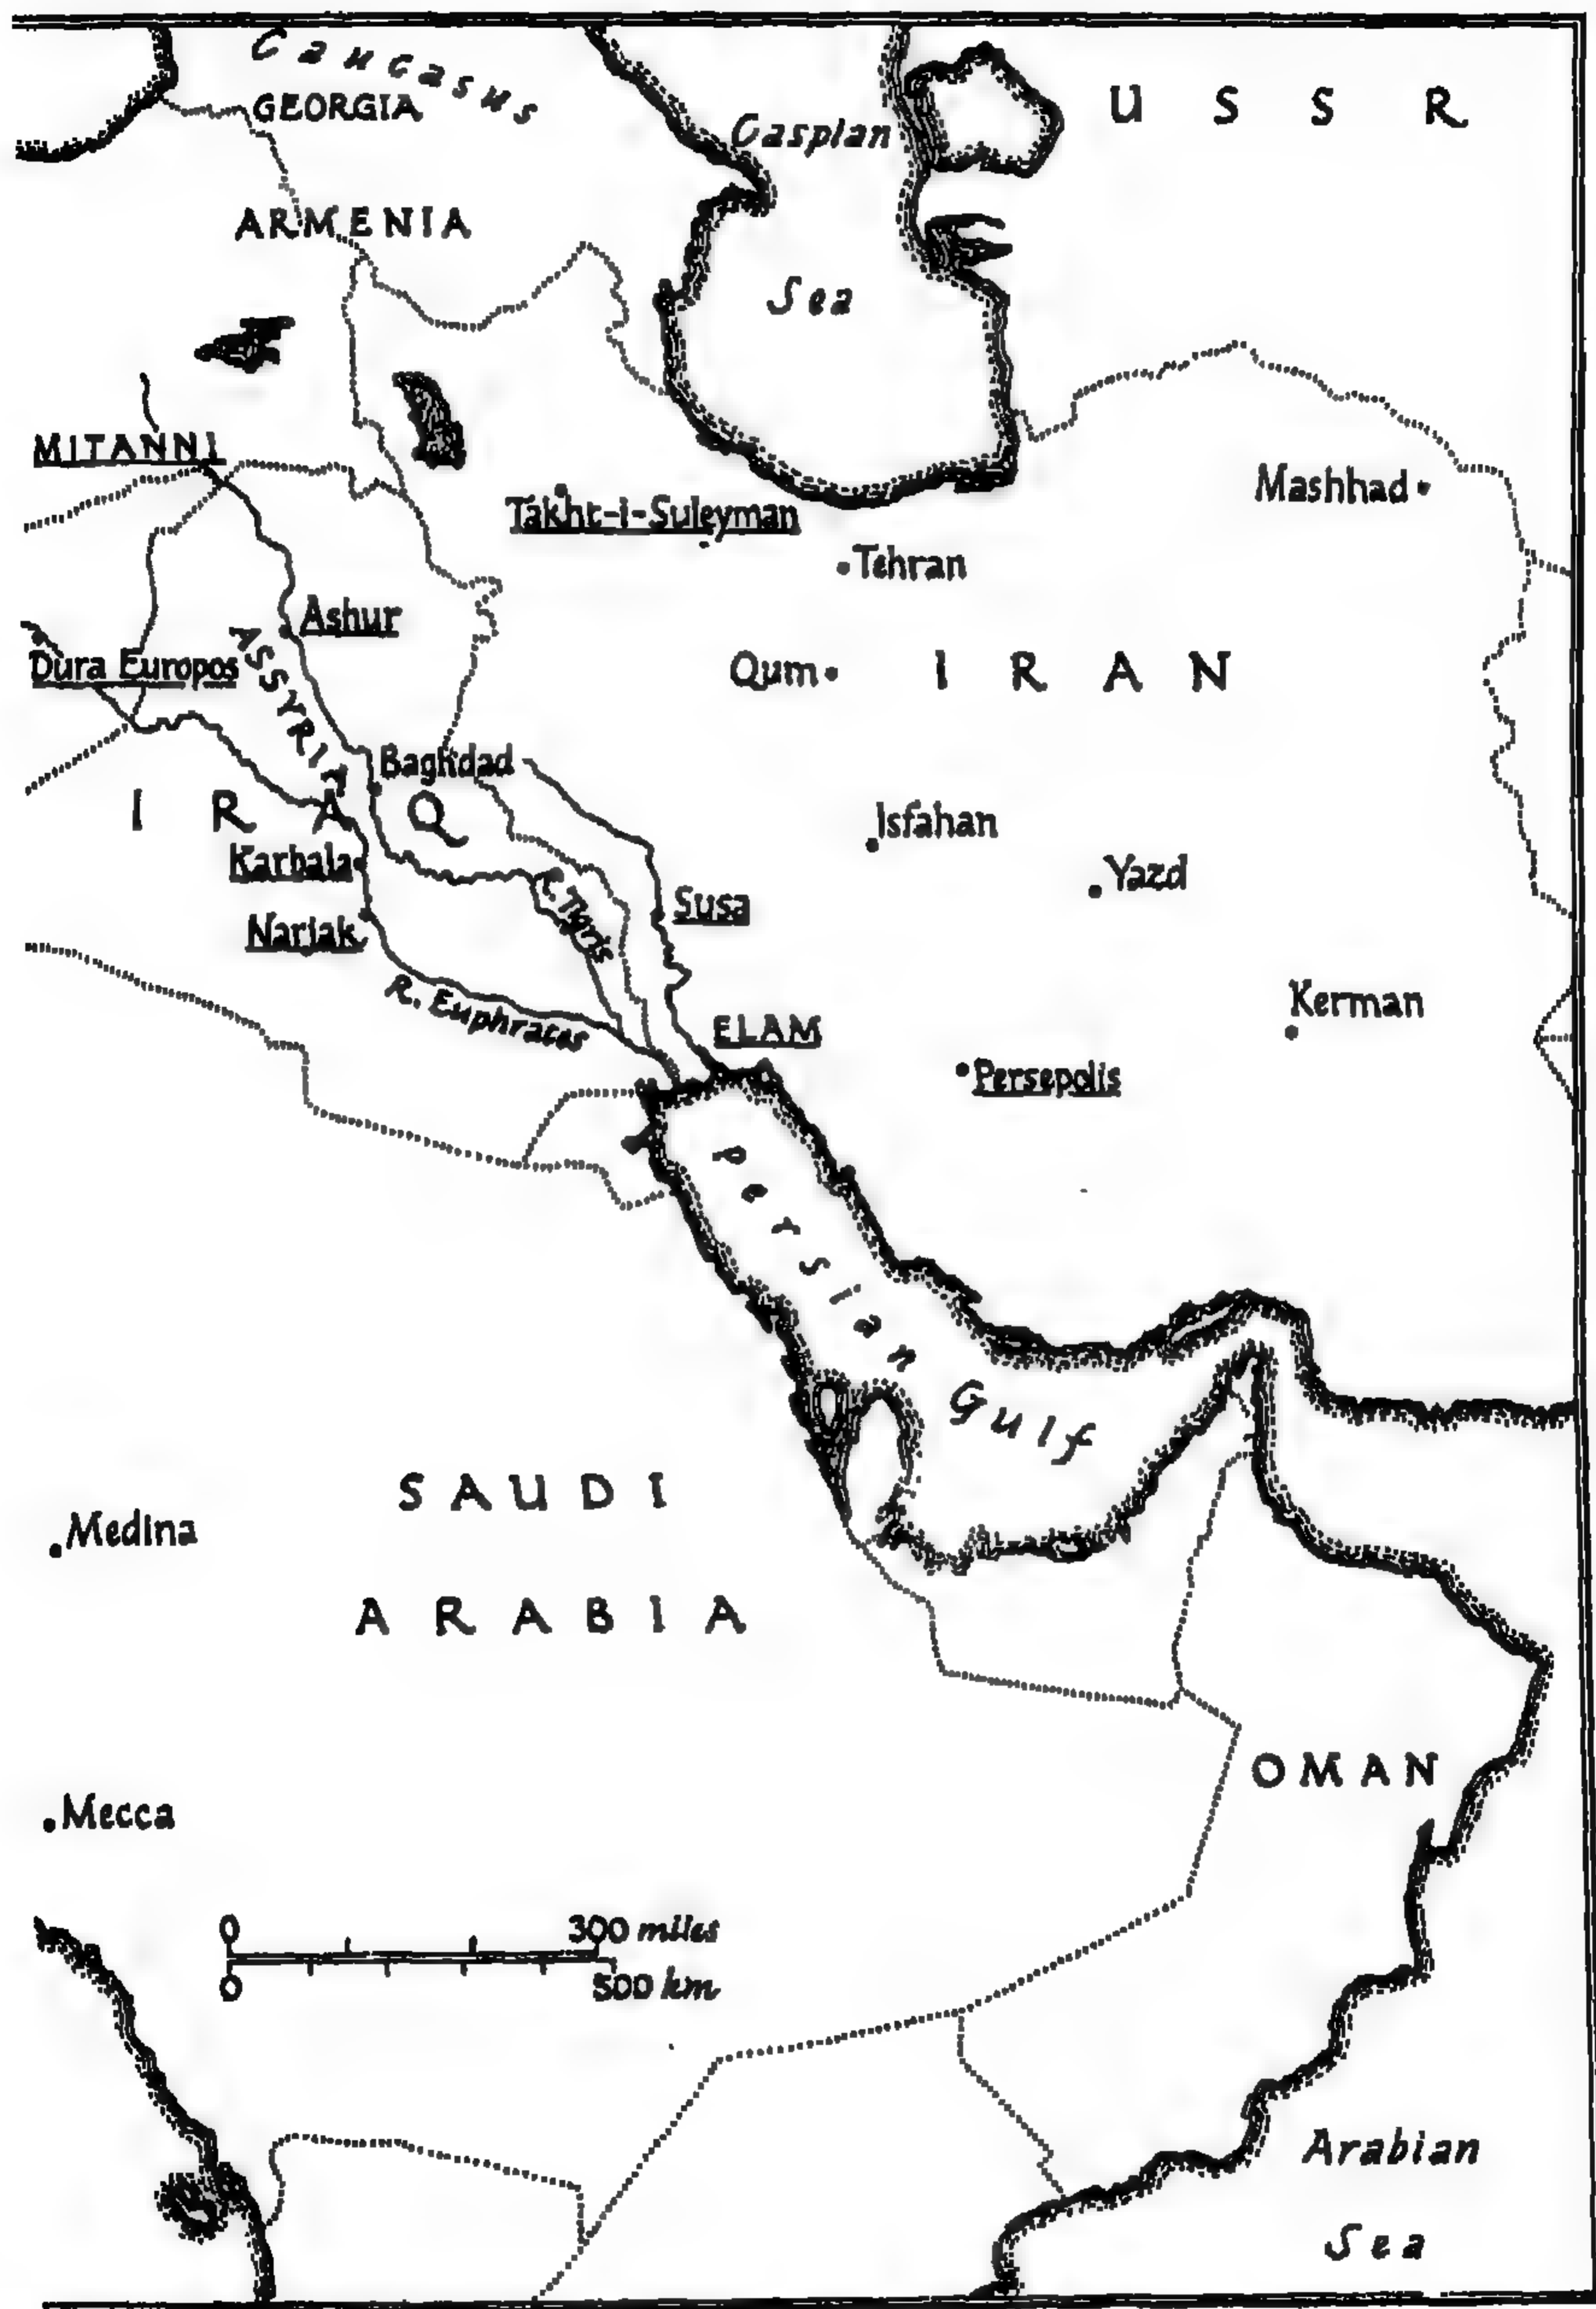 Caucasus
GEORGIA
Caspian
Sea
U S S R
ARMENIA
MITANNI
Mashhad
Takht-i-Suleyman
Tehran
Ashur
ASSYRIA
Dura Europos
Qum
I R A N
Baghdad
I R A Q
Isfahan
Karbala
Yazd
R. Tigris
Susa
Narjak
R. Euphrates
Kerman
ELAM
Persepolis
Persian Gulf
SAUDI
ARABIA
Medina
OMAN
Mecca
0 300 miles
0 500 km
Arabian
Sea